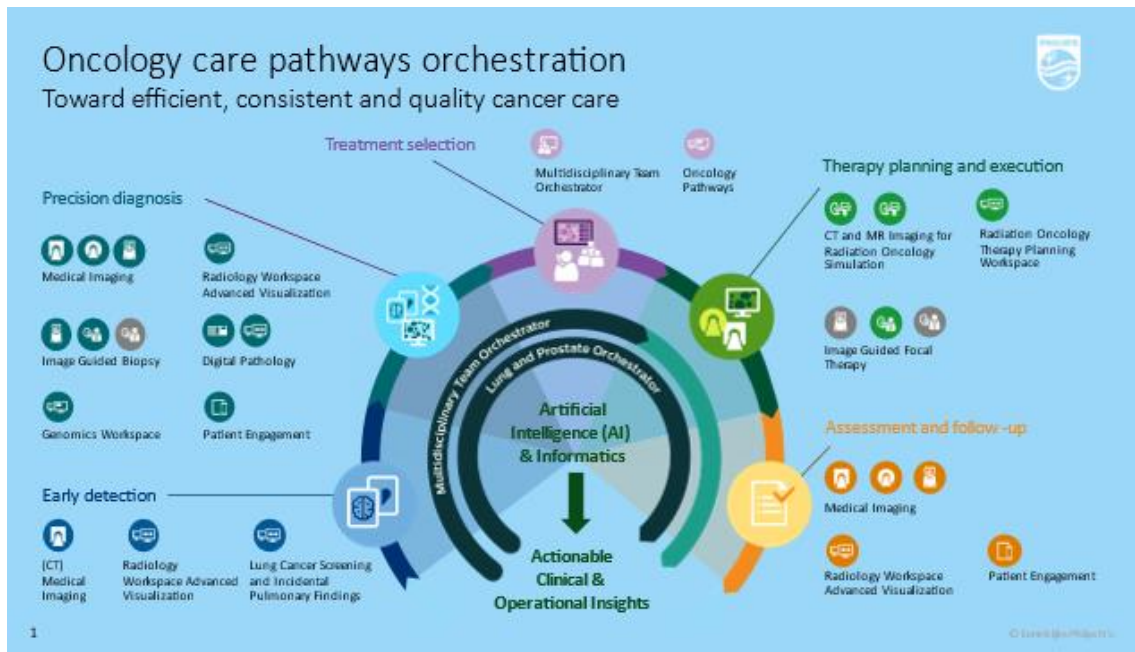 Oncology care pathways orchestration
Toward efficient, consistent and quality cancer care
PHILIPS
Treatment selection
Multidisciplinary Team
Orchestrator
Oncology
Pathways
Precision diagnosis
Medical Imaging
Radiology Workspace
Advanced Visualization
Image Guided Biopsy
Digital Pathology
Genomics Workspace
Patient Engagement
Early detection
(CT)
Medical
Imaging
Radiology
Workspace Advanced
Visualization
Lung Cancer Screening
and Incidental
Pulmonary Findings
Multidisciplinary Team Orchestrator
Lung and Prostate Orchestrator
Artificial
Intelligence (AI)
& Informatics
Actionable
Clinical &
Operational Insights
Therapy planning and execution
CT and MR Imaging for
Radiation Oncology
Simulation
Radiation Oncology
Therapy Planning
Workspace
Image Guided Focal
Therapy
Assessment and follow -up
Medical Imaging
Radiology Workspace
Advanced Visualization
Patient Engagement
1